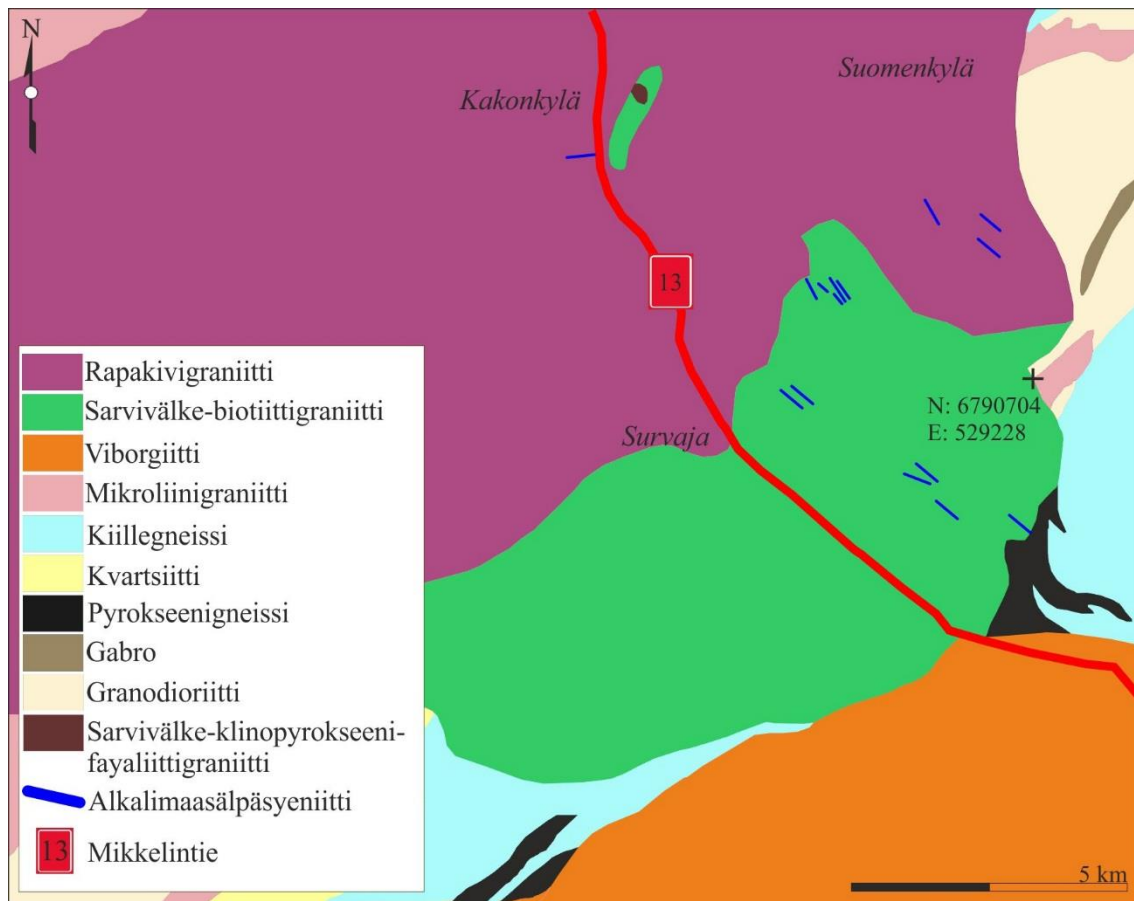 N
Suomenkylä
Kakonkylä
13
Rapakivigraniitti
Sarvivälke-biotiittigraniitti
Viborgiitti
Mikroliinigraniitti
Kiillegneissi
Kvartsiitti
Pyrokseenigneissi
Gabro
Granodioriitti
Sarvivälke-klinopyrokseeni-
fayaliittigraniitti
Alkalimaasälpäsyeniitti
13 Mikkelintie
N: 6790704
E: 529228
Survaja
5 km